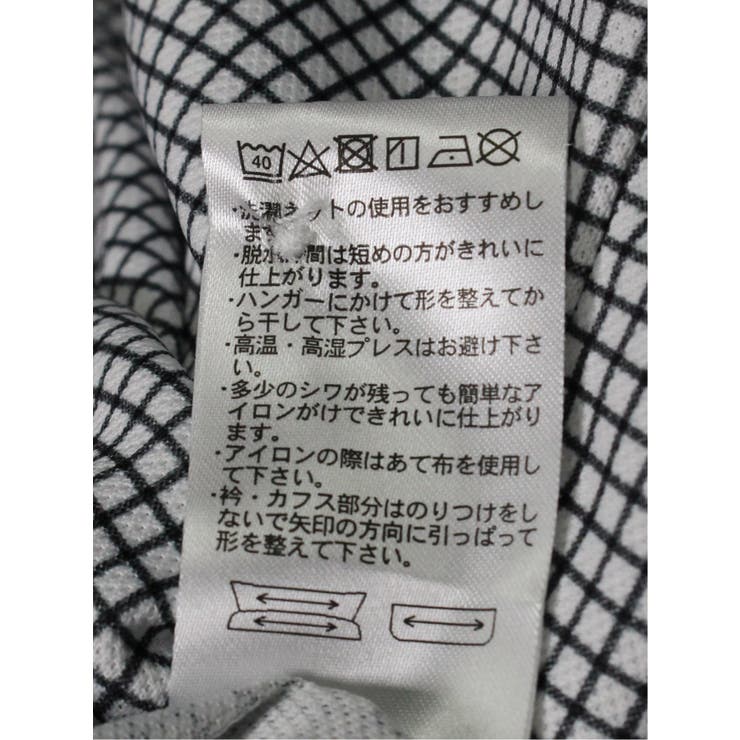 40
・洗濯ネットの使用をおすすめし
ます。
・脱水時間は短めの方がきれいに
仕上がります。
・ハンガーにかけて形を整えてか
ら干して下さい。
・高温・高湿プレスはお避け下さ
い。
・多少のシワが残っても簡単なア
イロンがけできれいに仕上がり
ます。
・アイロンの際はあて布を使用し
て下さい。
・衿・カフス部分はのりつけをし
ないで矢印の方向に引っぱって
形を整えて下さい。